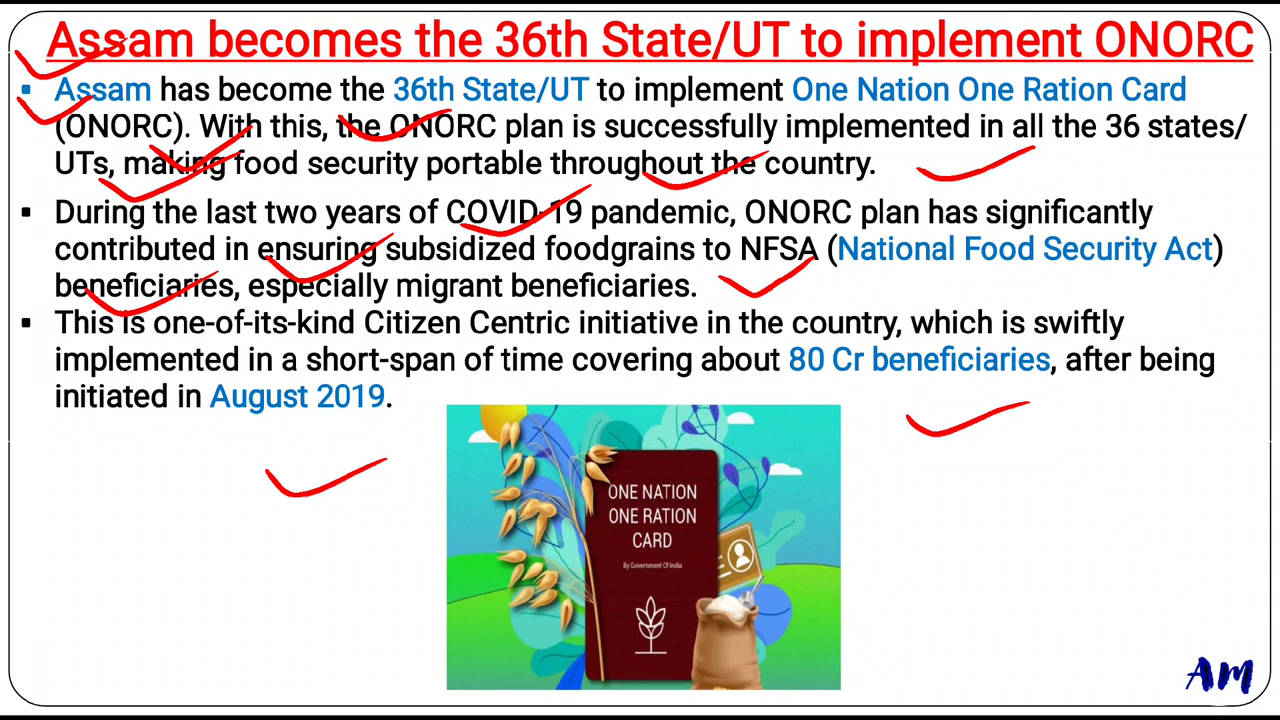 Assam becomes the 36th State/UT to implement ONORC
▪ Assam has become the 36th State/UT to implement One Nation One Ration Card
(ONORC). With this, the ONORC plan is successfully implemented in all the 36 states/
UTs, making food security portable throughout the country.
▪ During the last two years of COVID-19 pandemic, ONORC plan has significantly
contributed in ensuring subsidized foodgrains to NFSA (National Food Security Act)
beneficiaries, especially migrant beneficiaries.
▪ This is one-of-its-kind Citizen Centric initiative in the country, which is swiftly
implemented in a short-span of time covering about 80 Cr beneficiaries, after being
initiated in August 2019.
ONE NATION
ONE RATION
CARD
By Government Of India
AM